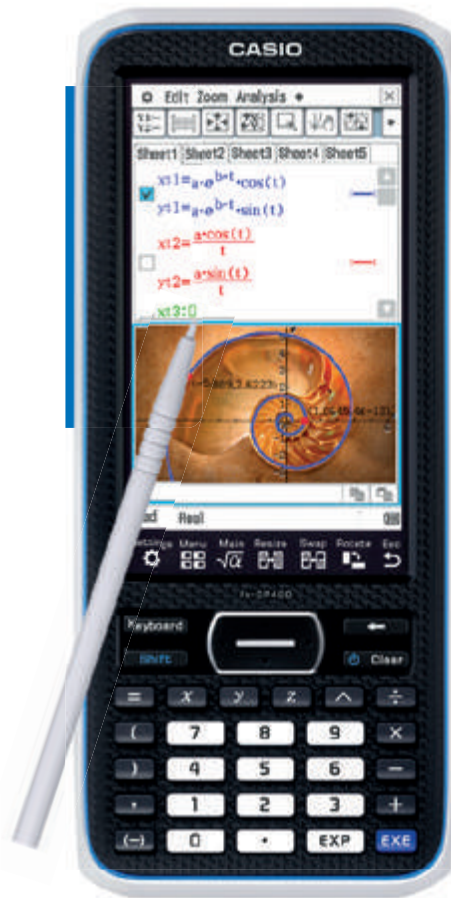 CASIO
Edit Zoom Analysis
Sheet1 Sheet2 Sheet3 Sheet4 Sheet5
xt1=a·e^b·t·cos(t)
yt1=a·e^b·t·sin(t)
xt2=a·cos(t)/t
yt2=a·sin(t)/t
xt3:
Real
Menu Main Resize Swap Rotate Esc
√α
fx-CP400
Keyboard
Shift Clear
= x y z ^ ÷
( 7 8 9 ×
) 4 5 6 −
, 1 2 3 +
(−) 0 · EXP EXE